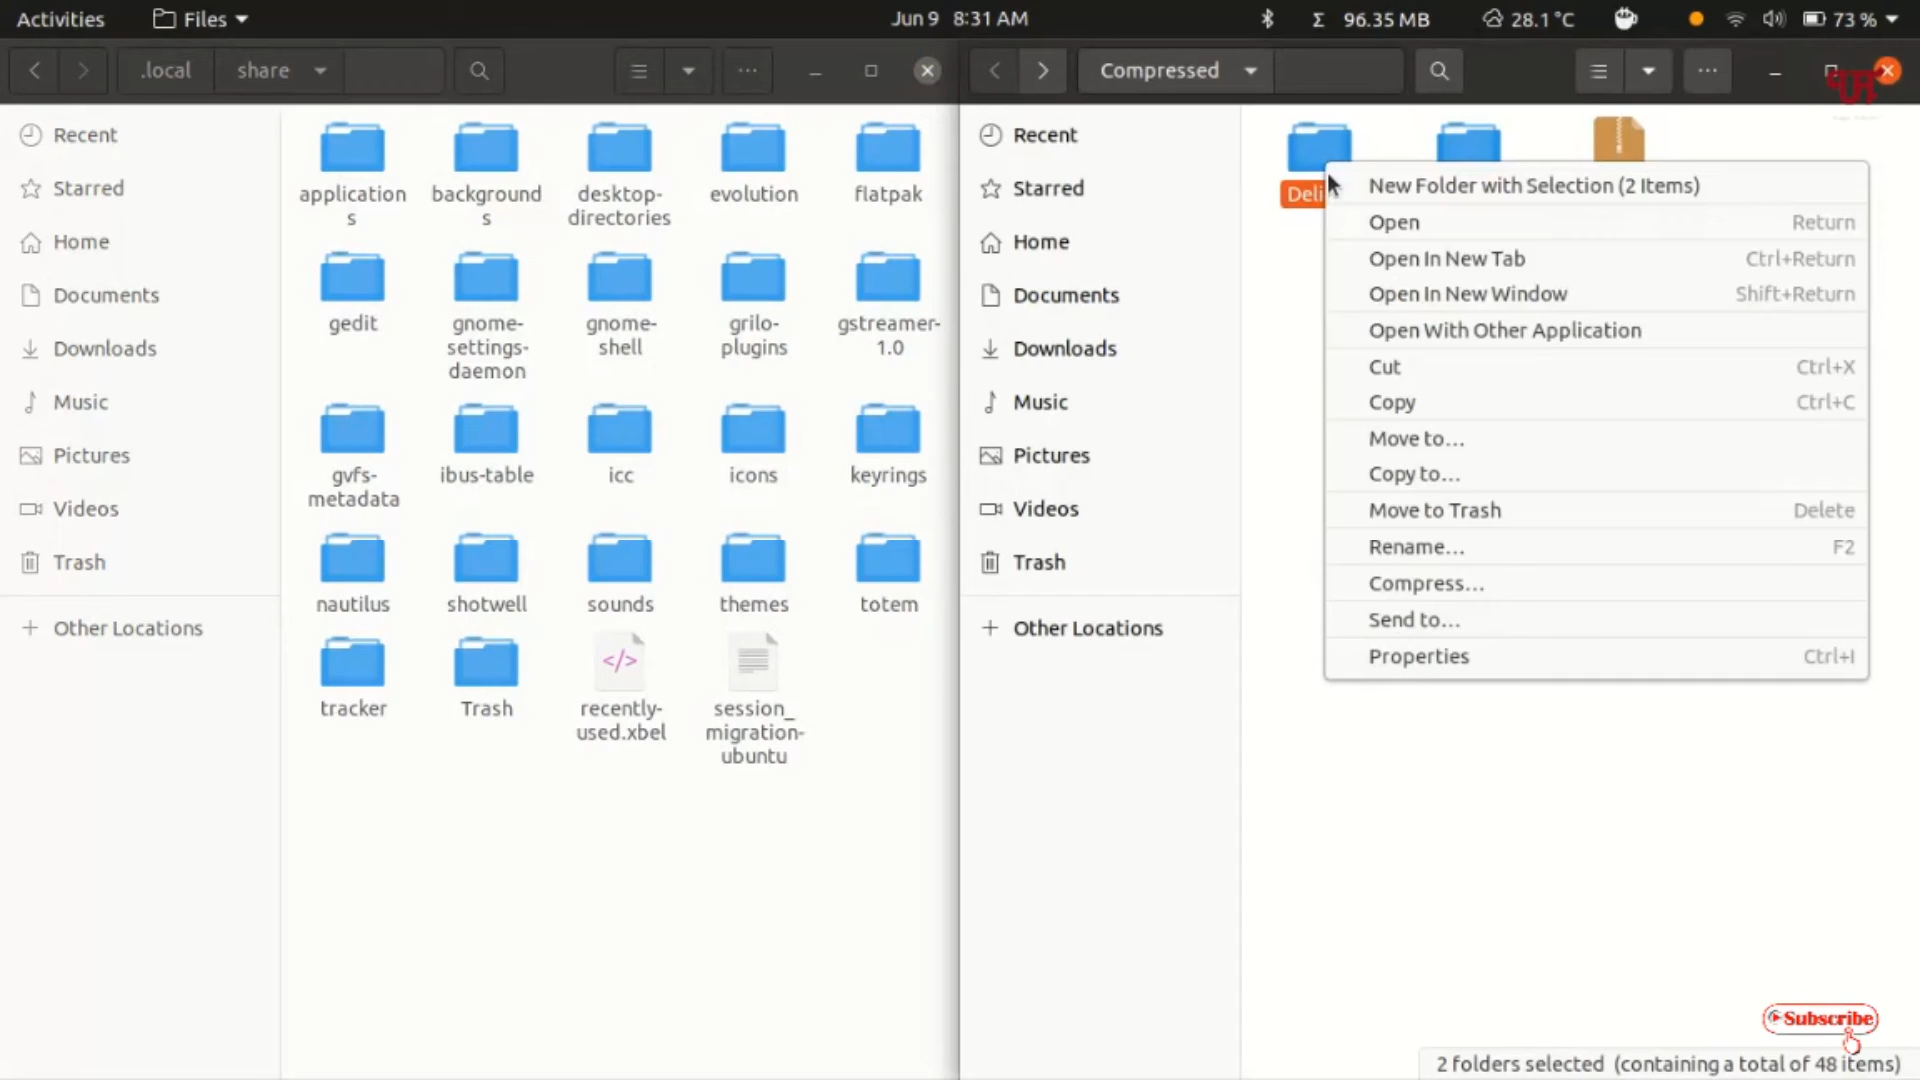 Activities
Files
Jun 9 8:31 AM
Σ 96.35 MB
28.1 °C
73 %
.local
share
Compressed
Recent
Starred
Home
Documents
Downloads
Music
Pictures
Videos
Trash
+ Other Locations
application
s
background
s
desktop-
directories
evolution
flatpak
gedit
gnome-
settings-
daemon
gnome-
shell
grilo-
plugins
gstreamer-
1.0
gvfs-
metadata
ibus-table
icc
icons
keyrings
nautilus
shotwell
sounds
themes
totem
tracker
Trash
</>
recently-
used.xbel
session_
migration-
ubuntu
Recent
Starred
Home
Documents
Downloads
Music
Pictures
Videos
Trash
+ Other Locations
Deli
New Folder with Selection (2 Items)
Open Return
Open In New Tab Ctrl+Return
Open In New Window Shift+Return
Open With Other Application
Cut Ctrl+X
Copy Ctrl+C
Move to…
Copy to…
Move to Trash Delete
Rename… F2
Compress…
Send to…
Properties Ctrl+I
Subscribe
2 folders selected (containing a total of 48 items)